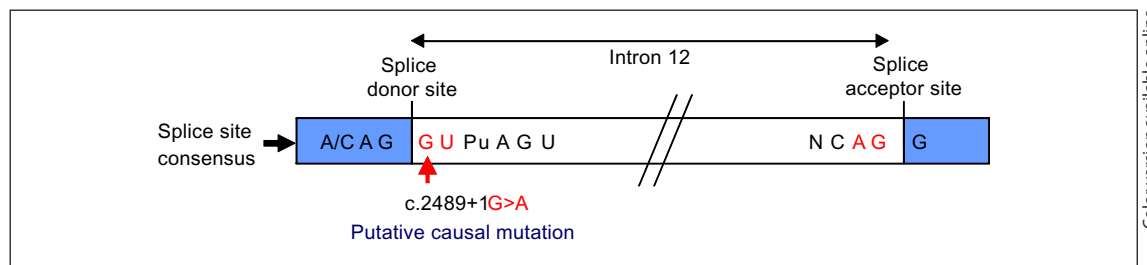 Intron 12
Splice
donor site
Splice
acceptor site
Splice site
consensus
A/C A G
G U Pu A G U
N C A G
G
c.2489+1G>A
Putative causal mutation